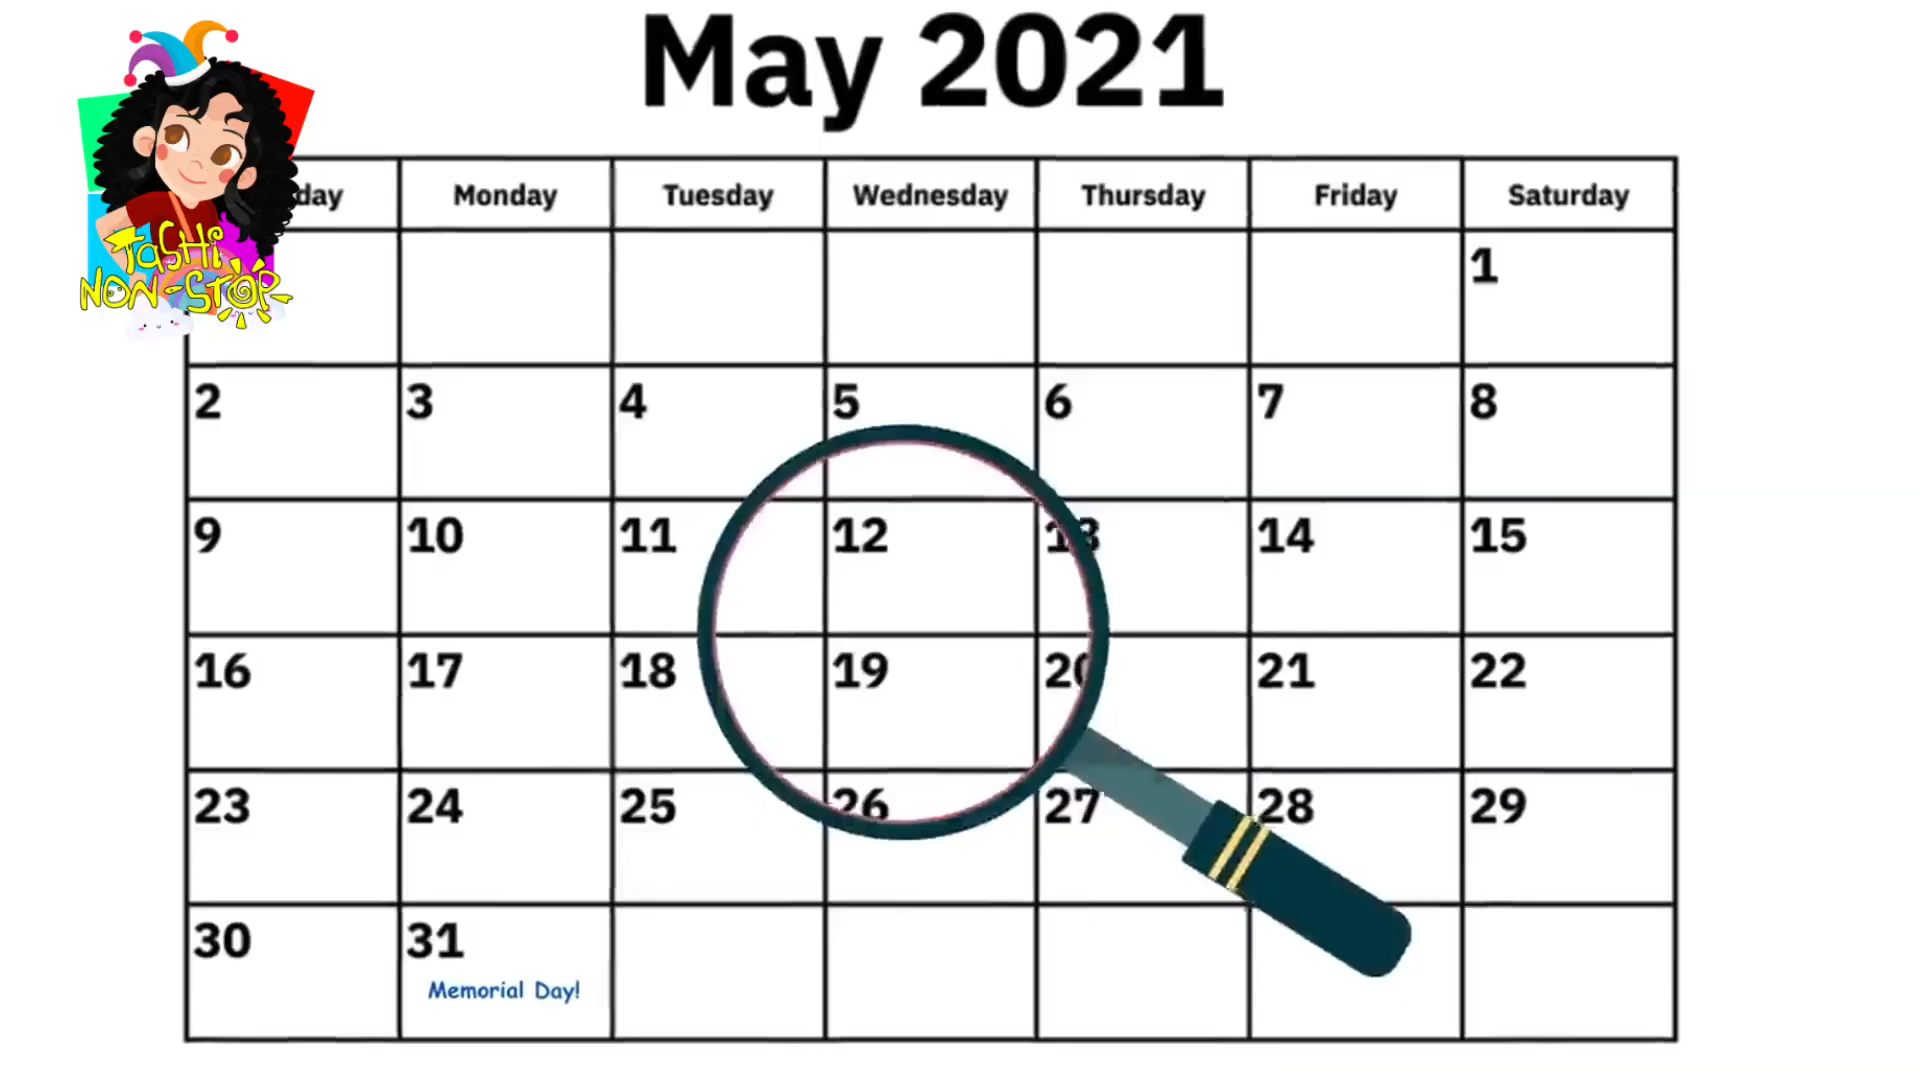 May 2021
TaSHi
NON-STOP
day Monday Tuesday Wednesday Thursday Friday Saturday
1
2 3 4 5 6 7 8
9 10 11 12 13 14 15
16 17 18 19 20 21 22
23 24 25 26 27 28 29
30 31
Memorial Day!